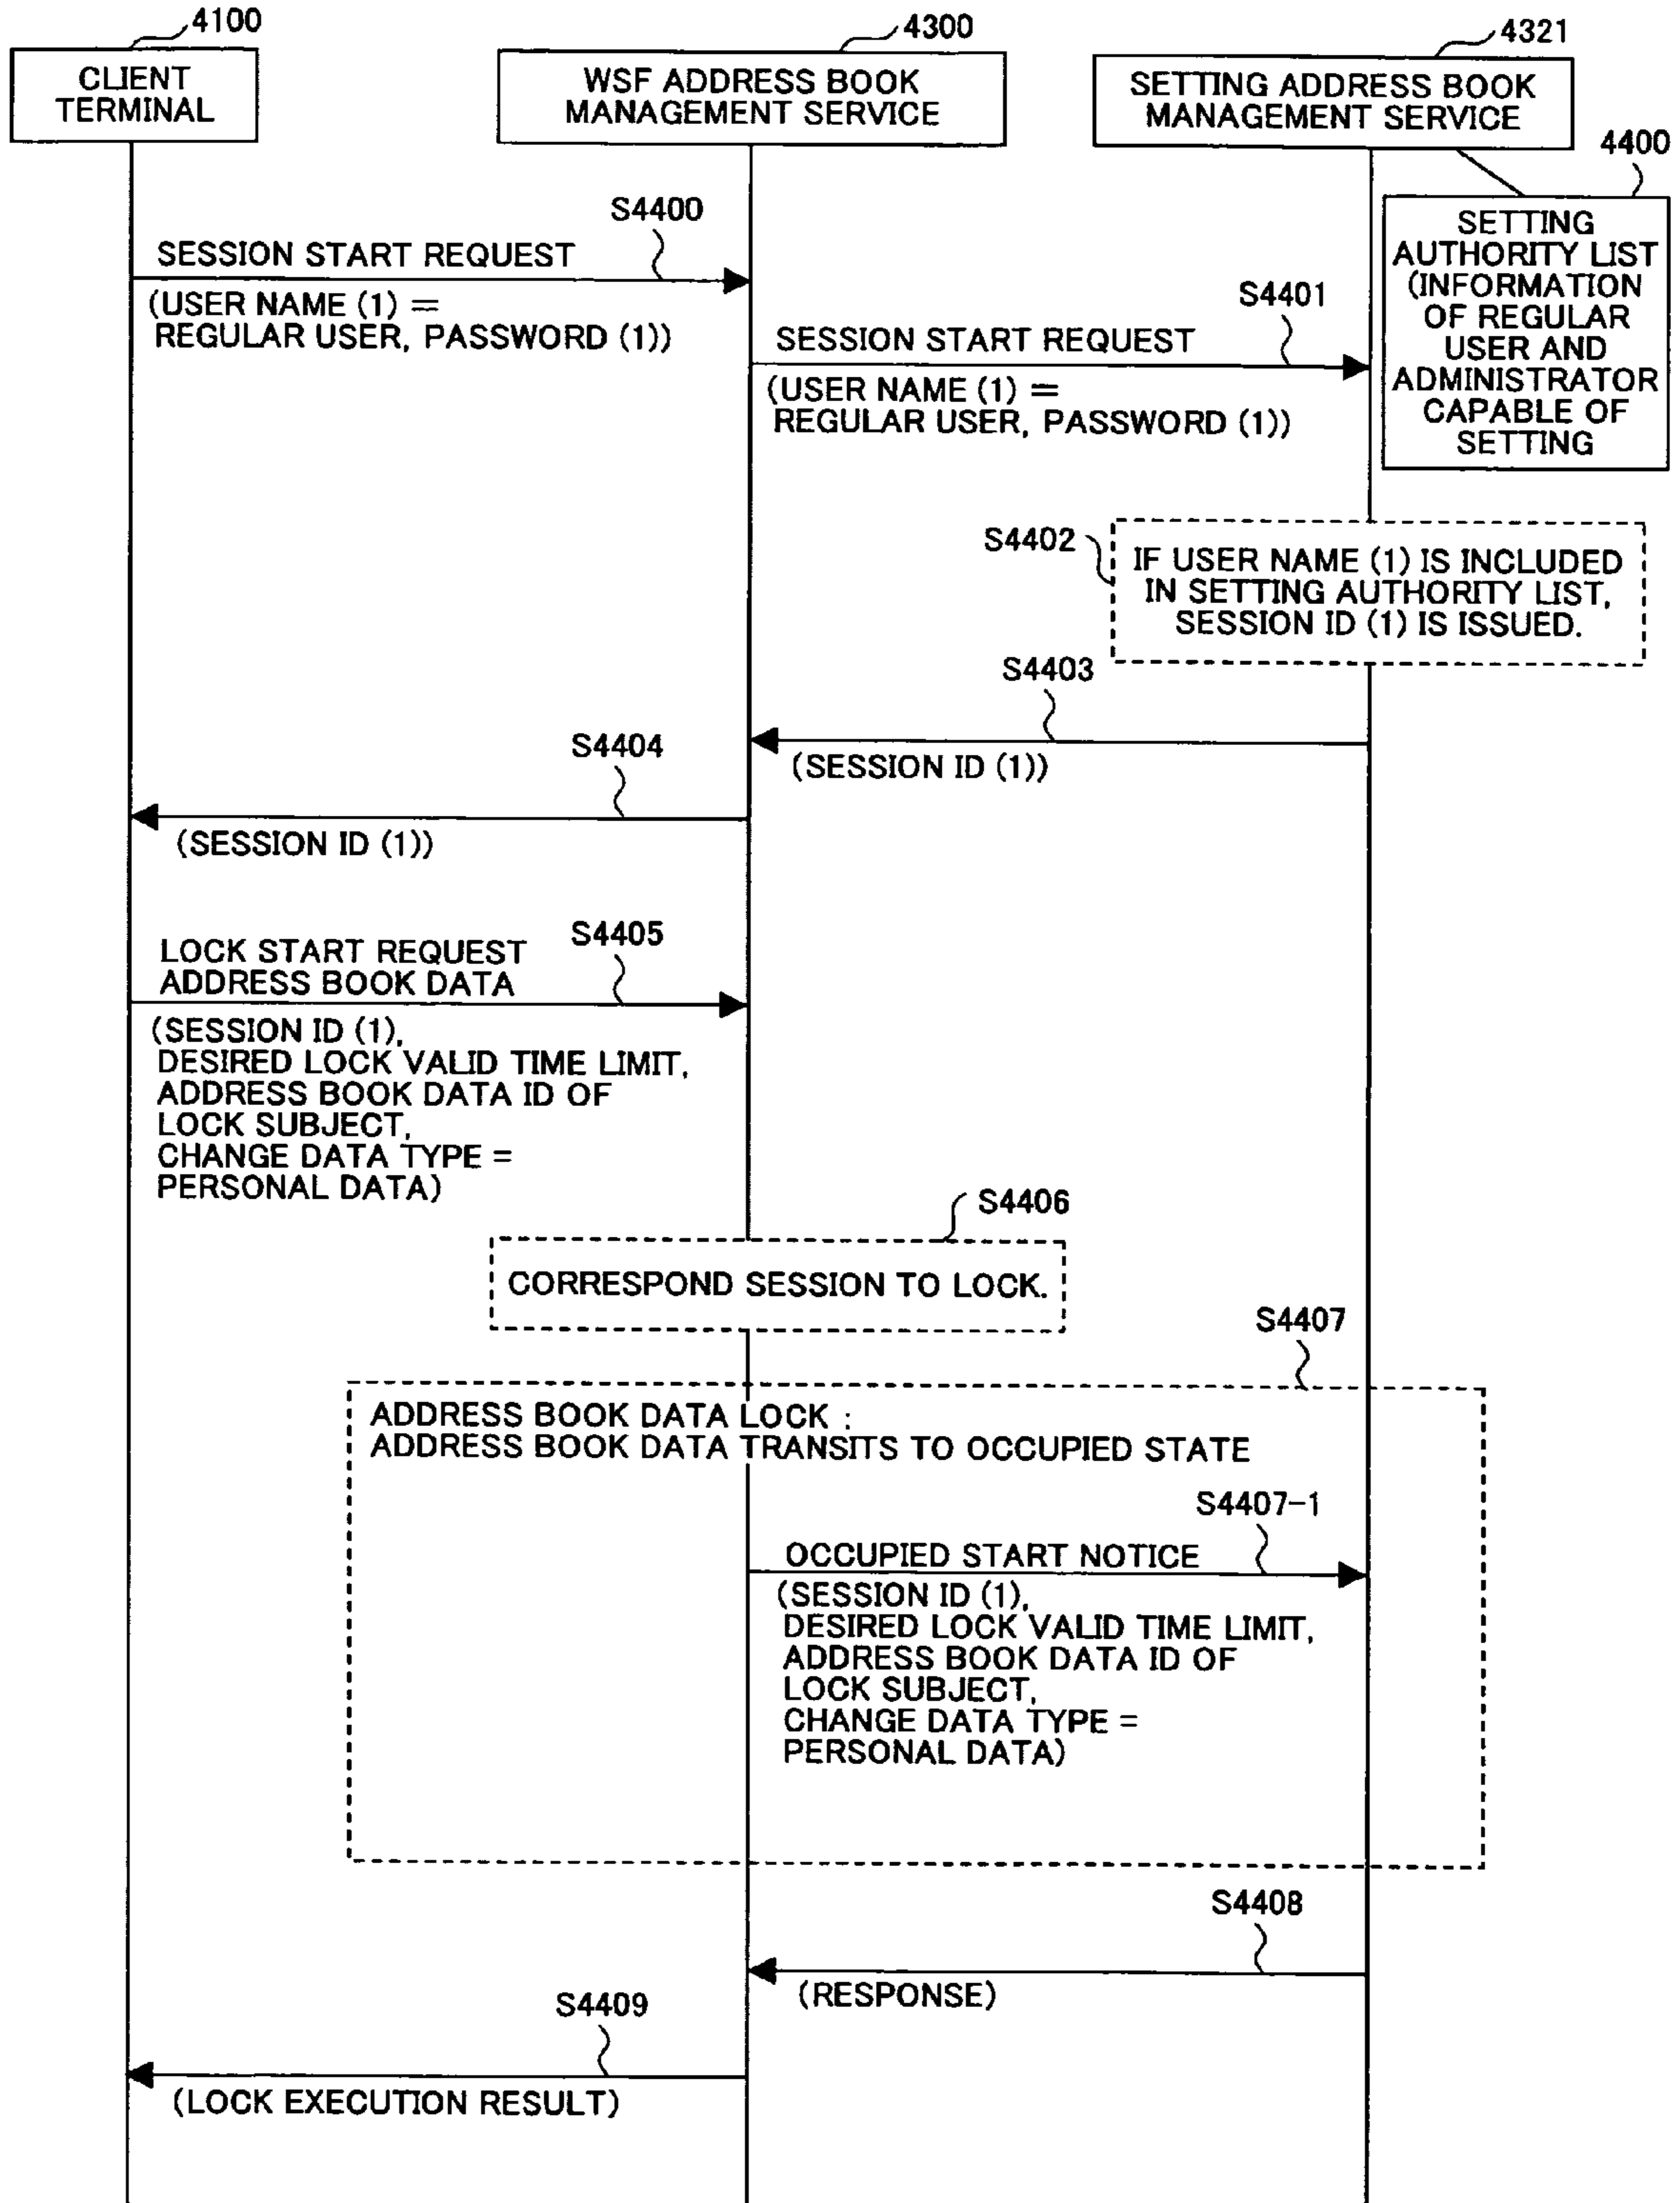 4100
CLIENT
TERMINAL
4300
WSF ADDRESS BOOK
MANAGEMENT SERVICE
4321
SETTING ADDRESS BOOK
MANAGEMENT SERVICE
4400
SETTING
AUTHORITY LIST
(INFORMATION
OF REGULAR
USER AND
ADMINISTRATOR
CAPABLE OF
SETTING
S4400
SESSION START REQUEST
(USER NAME (1) =
REGULAR USER, PASSWORD (1))
S4401
SESSION START REQUEST
(USER NAME (1) =
REGULAR USER, PASSWORD (1))
S4402
IF USER NAME (1) IS INCLUDED
IN SETTING AUTHORITY LIST,
SESSION ID (1) IS ISSUED.
S4403
(SESSION ID (1))
S4404
(SESSION ID (1))
S4405
LOCK START REQUEST
ADDRESS BOOK DATA
(SESSION ID (1),
DESIRED LOCK VALID TIME LIMIT,
ADDRESS BOOK DATA ID OF
LOCK SUBJECT,
CHANGE DATA TYPE =
PERSONAL DATA)
S4406
CORRESPOND SESSION TO LOCK.
S4407
ADDRESS BOOK DATA LOCK :
ADDRESS BOOK DATA TRANSITS TO OCCUPIED STATE
S4407-1
OCCUPIED START NOTICE
(SESSION ID (1),
DESIRED LOCK VALID TIME LIMIT,
ADDRESS BOOK DATA ID OF
LOCK SUBJECT,
CHANGE DATA TYPE =
PERSONAL DATA)
S4408
(RESPONSE)
S4409
(LOCK EXECUTION RESULT)